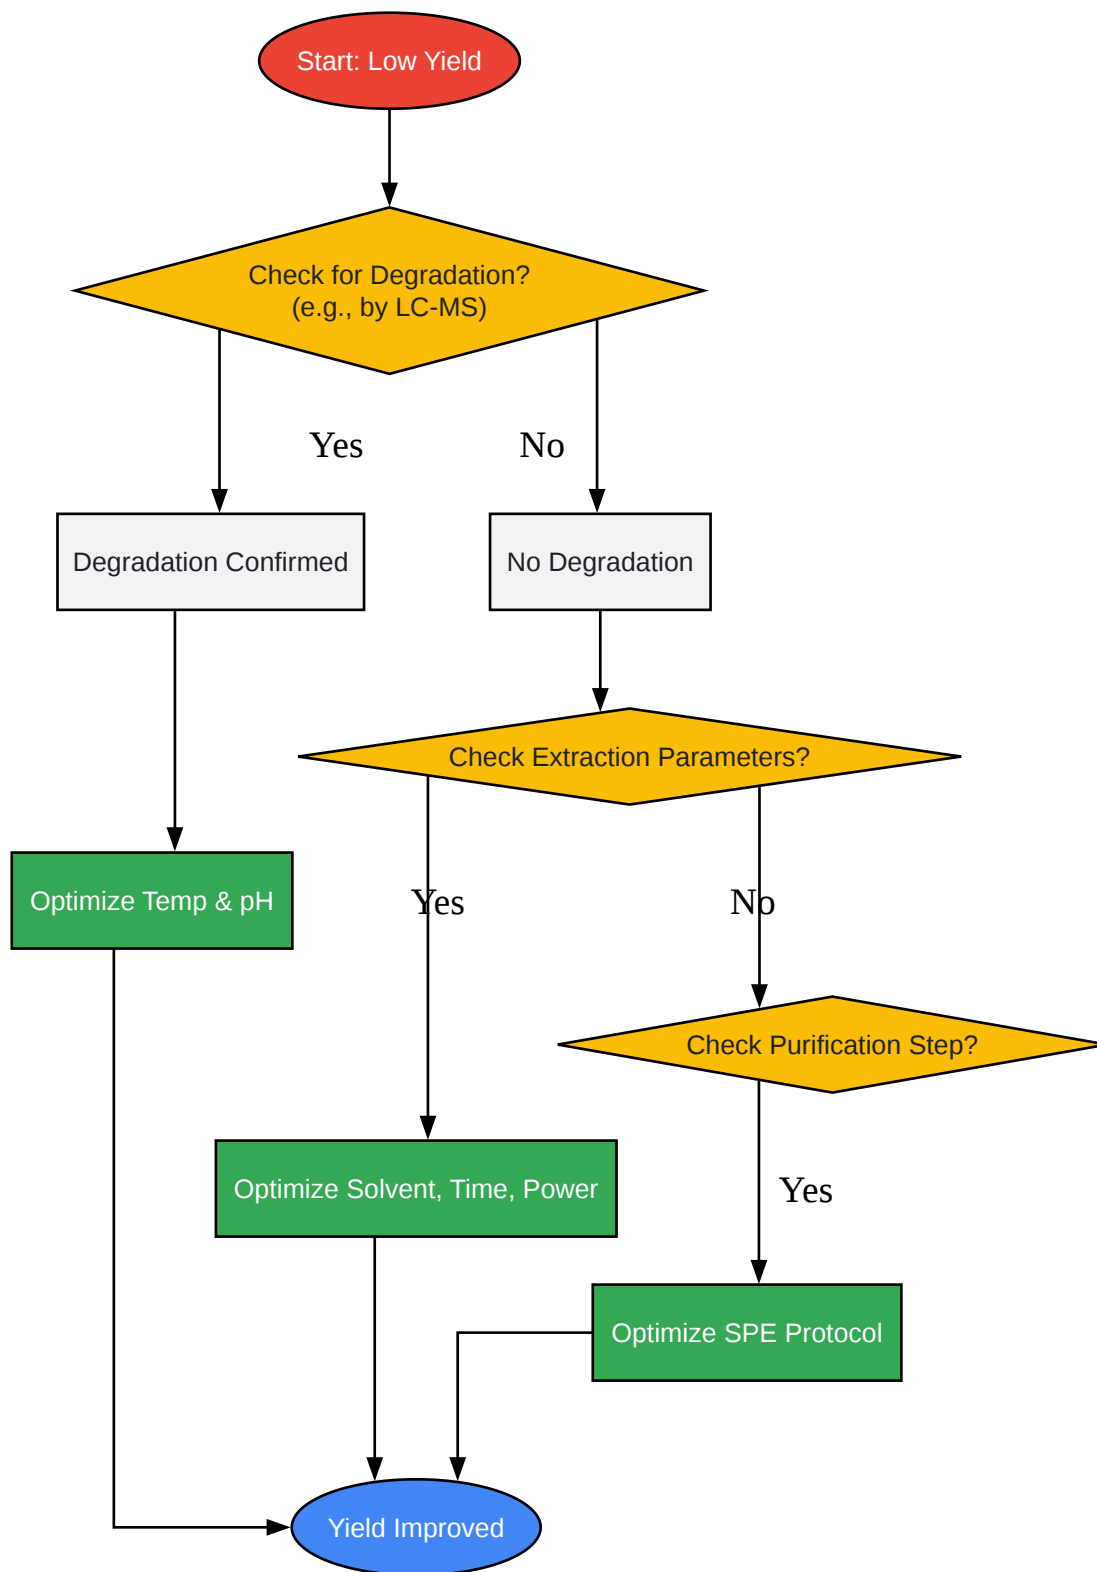 Start: Low Yield
Check for Degradation?
(e.g., by LC-MS)
Yes
No
Degradation Confirmed
No Degradation
Check Extraction Parameters?
Optimize Temp & pH
Yes
No
Check Purification Step?
Optimize Solvent, Time, Power
Yes
Optimize SPE Protocol
Yield Improved